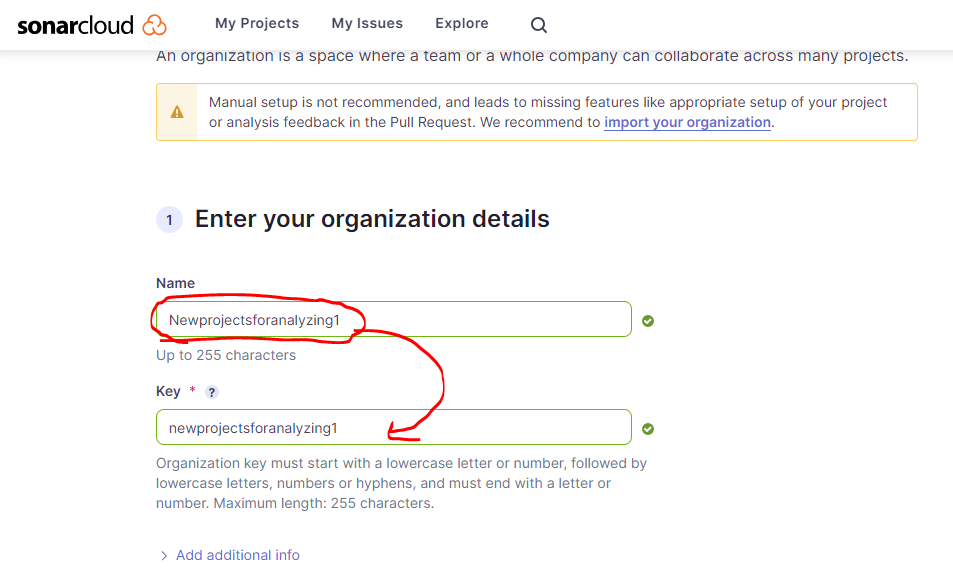 sonarcloud My Projects My Issues Explore
An organization is a space where a team or a whole company can collaborate across many projects.
Manual setup is not recommended, and leads to missing features like appropriate setup of your project
or analysis feedback in the Pull Request. We recommend to import your organization.
1 Enter your organization details
Name
Newprojectsforanalyzing1
Up to 255 characters
Key * ?
newprojectsforanalyzing1
Organization key must start with a lowercase letter or number, followed by
lowercase letters, numbers or hyphens, and must end with a letter or
number. Maximum length: 255 characters.
Add additional info